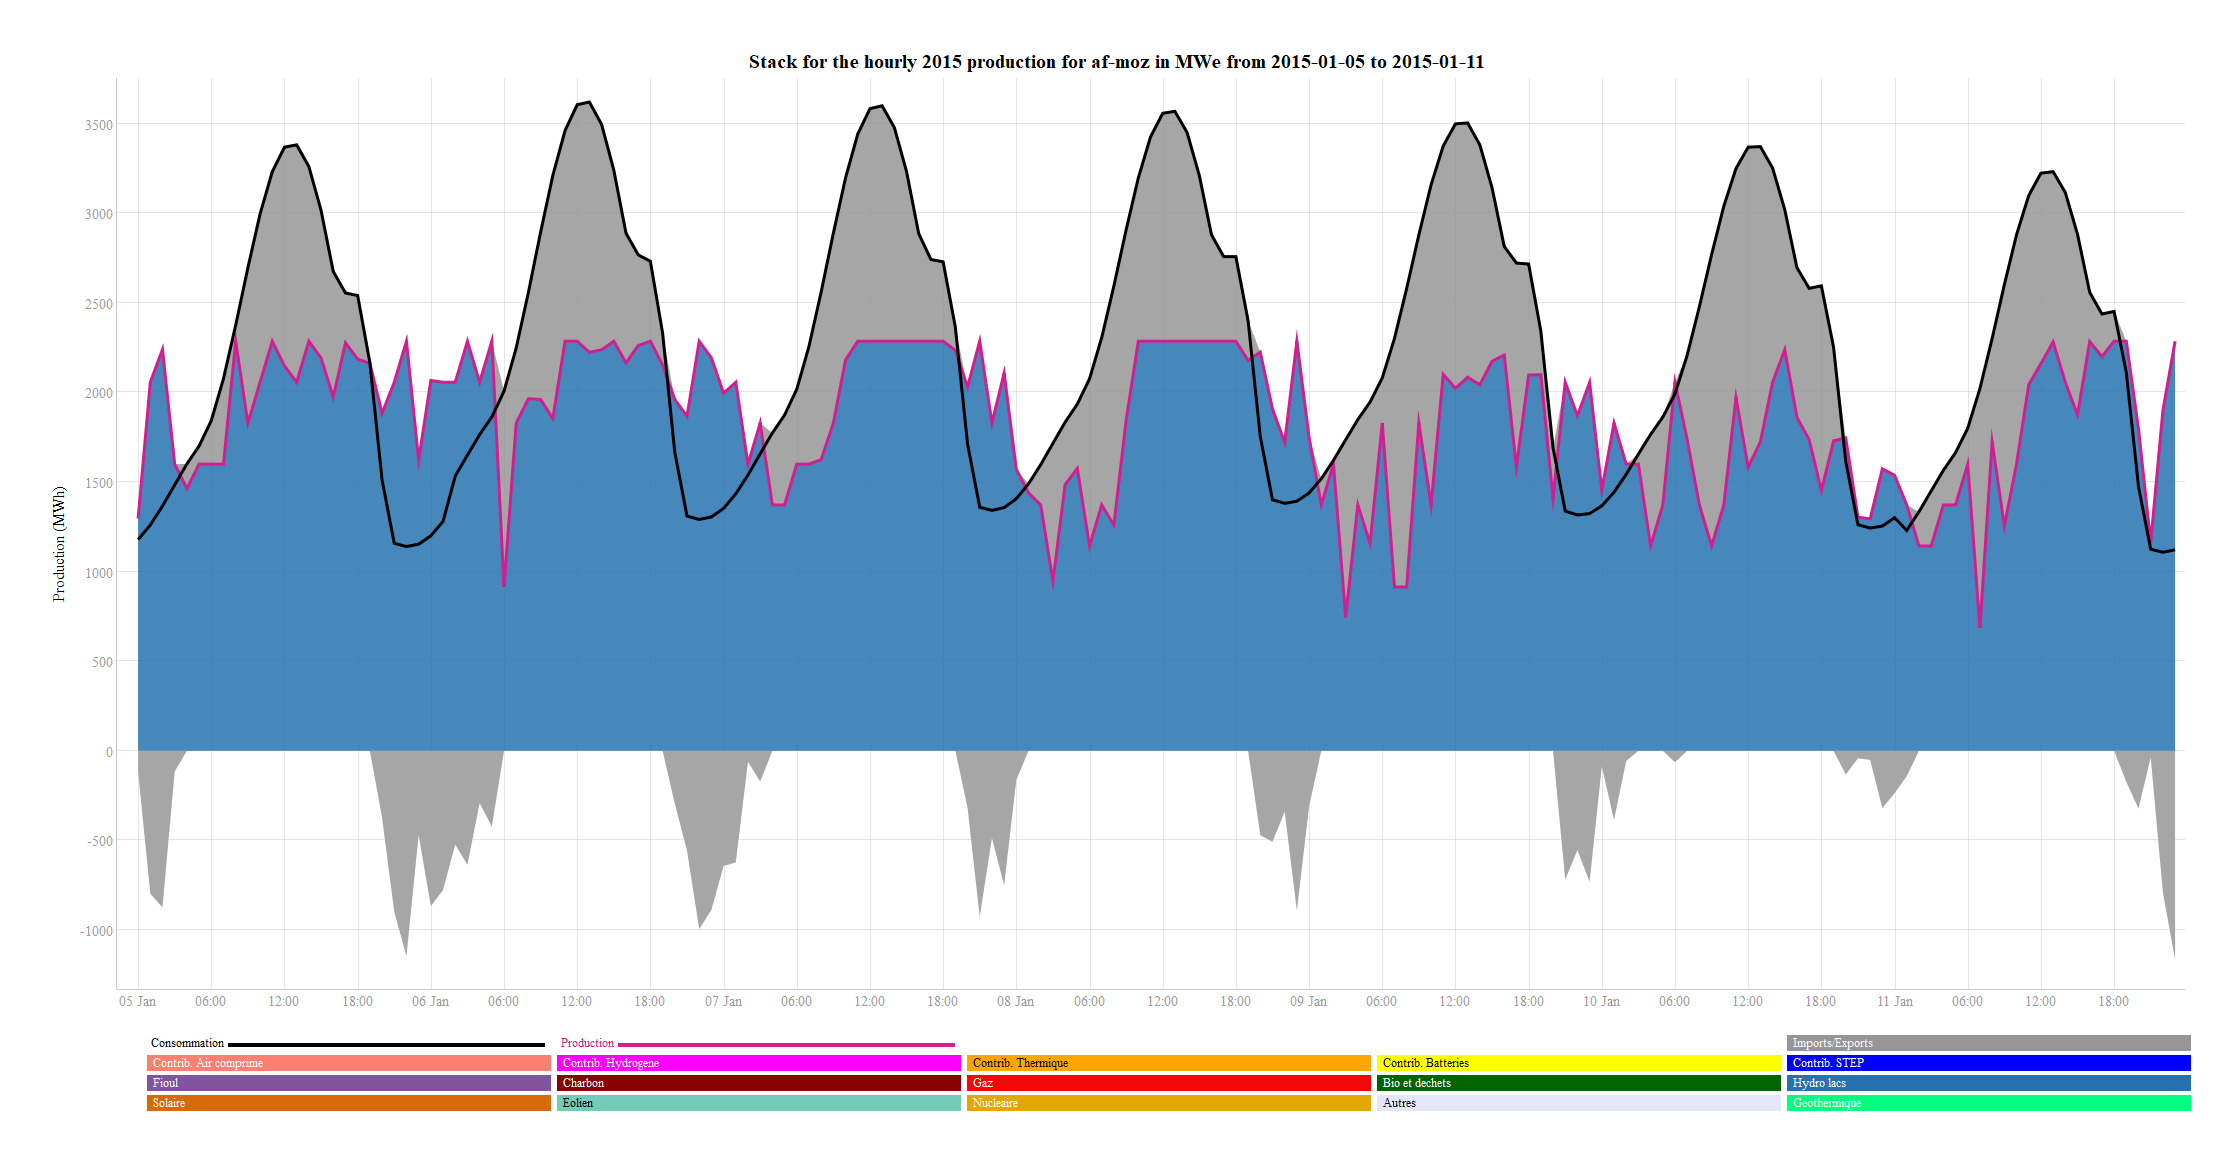 Stack for the hourly 2015 production for af-moz in MWe from 2015-01-05 to 2015-01-11
3500
3000
2500
2000
1500
1000
500
0
-500
-1000
Production (MWh)
05 Jan 06:00 12:00 18:00 06 Jan 06:00 12:00 18:00 07 Jan 06:00 12:00 18:00 08 Jan 06:00 12:00 18:00 09 Jan 06:00 12:00 18:00 10 Jan 06:00 12:00 18:00 11 Jan 06:00 12:00 18:00
Consommation Production Imports/Exports
Contrib. Air comprime Contrib. Hydrogene Contrib. Thermique Contrib. Batteries Contrib. STEP
Fioul Charbon Gaz Bio et dechets Hydro lacs
Solaire Eolien Nucleaire Autres Geothermique